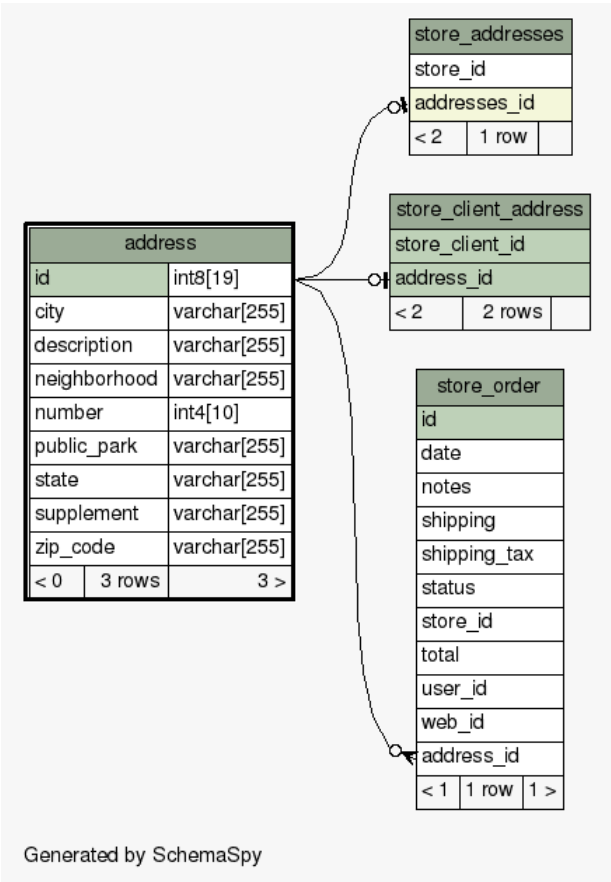 store_addresses
store_id
addresses_id
< 2 1 row
store_client_address
store_client_id
address_id
< 2 2 rows
address
id int8[19]
city varchar[255]
description varchar[255]
neighborhood varchar[255]
number int4[10]
public_park varchar[255]
state varchar[255]
supplement varchar[255]
zip_code varchar[255]
< 0 3 rows 3 >
store_order
id
date
notes
shipping
shipping_tax
status
store_id
total
user_id
web_id
address_id
< 1 1 row 1 >
Generated by SchemaSpy